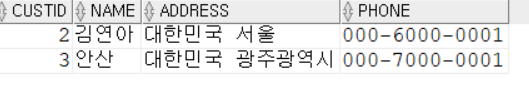 CUSTID NAME ADDRESS PHONE
2 김연아 대한민국 서울 000-6000-0001
3 안산 대한민국 광주광역시 000-7000-0001